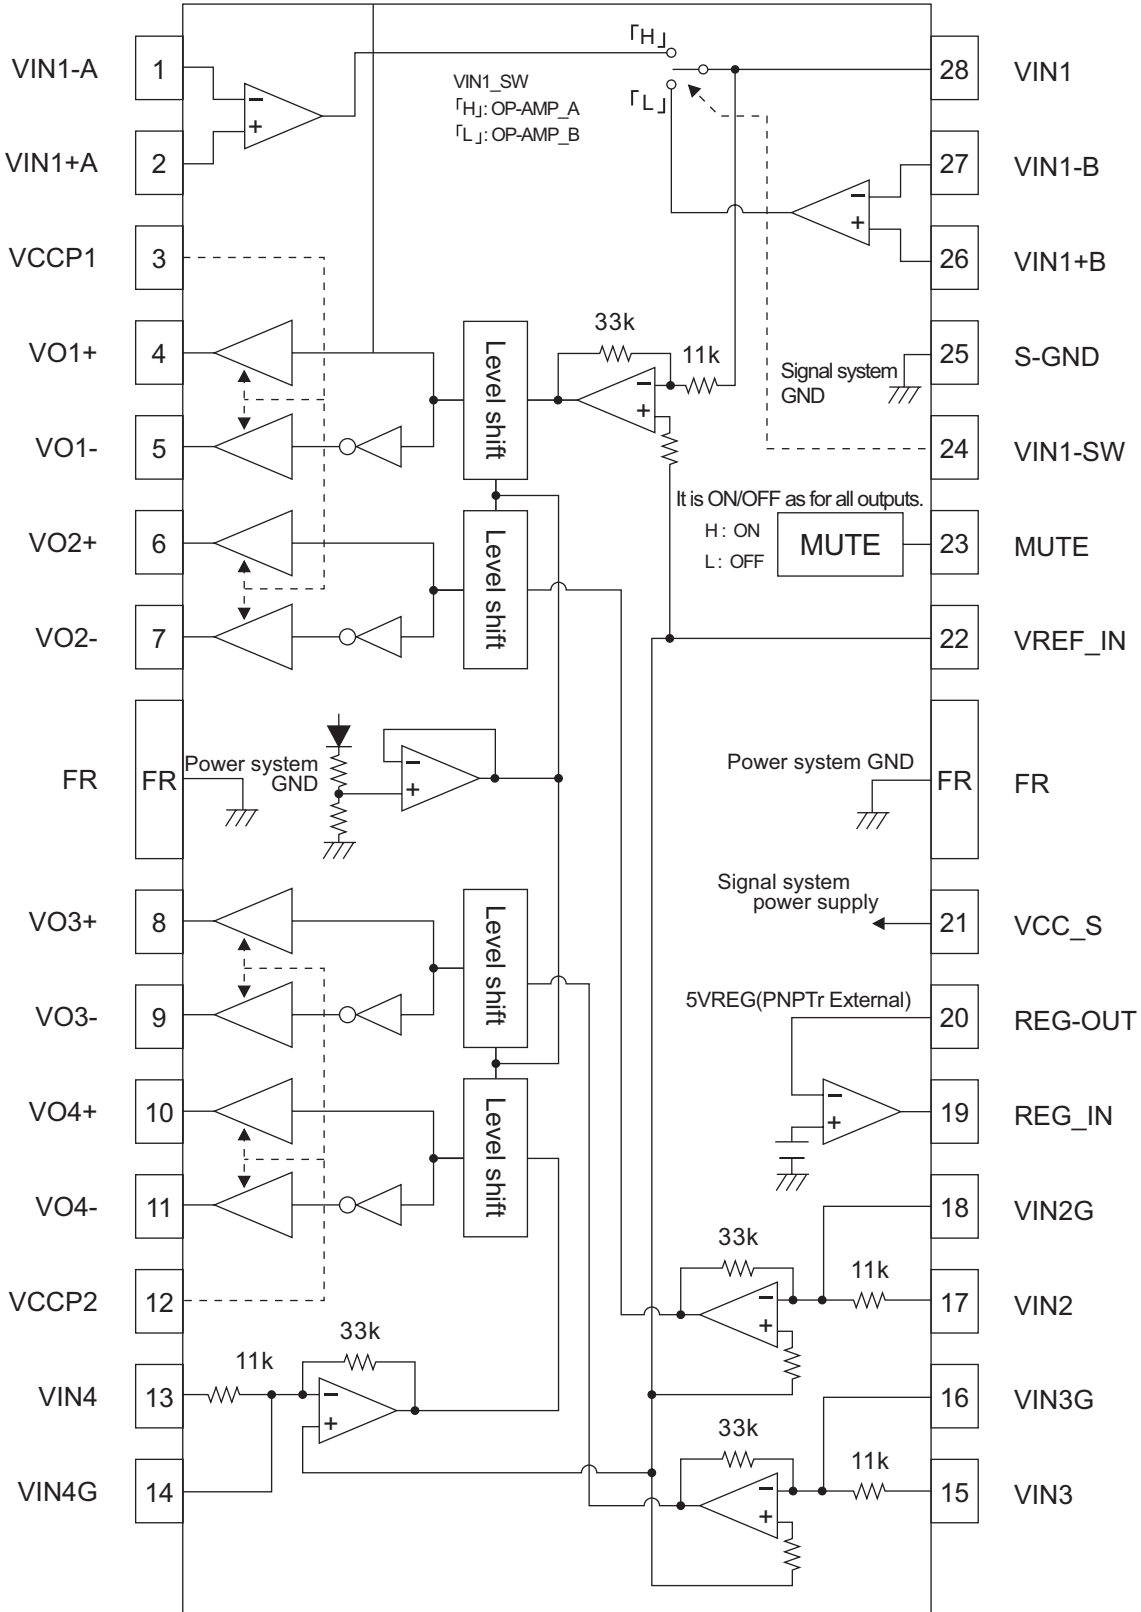 VIN1-A 1
VIN1+A 2
VCCP1 3
VO1+ 4
VO1- 5
VO2+ 6
VO2- 7
FR FR
VO3+ 8
VO3- 9
VO4+ 10
VO4- 11
VCCP2 12
VIN4 13
VIN4G 14
「H」
VIN1_SW
「H」: OP-AMP_A
「L」: OP-AMP_B
「L」
Level shift
33k
11k
Level shift
Power system
GND
Level shift
Level shift
11k
33k
Signal system
GND
It is ON/OFF as for all outputs.
H : ON
L : OFF
MUTE
Power system GND
Signal system
power supply
5VREG(PNPTr External)
33k
11k
33k
11k
28 VIN1
27 VIN1-B
26 VIN1+B
25 S-GND
24 VIN1-SW
23 MUTE
22 VREF_IN
FR FR
21 VCC_S
20 REG-OUT
19 REG_IN
18 VIN2G
17 VIN2
16 VIN3G
15 VIN3